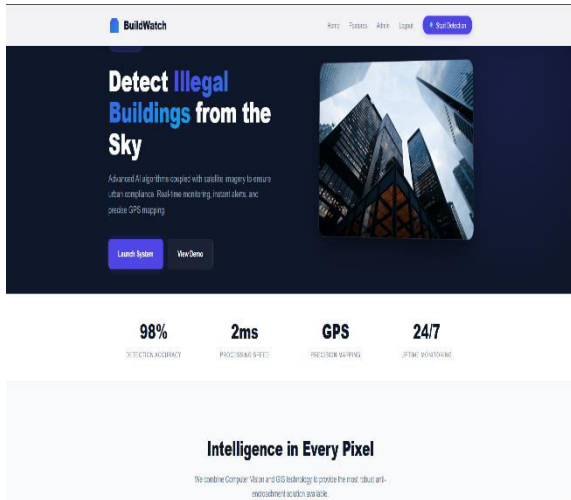 BuildWatch
Home Features Admin Logout Start Detection
Detect Illegal
Buildings from the
Sky
Advanced AI algorithms coupled with satellite imagery to ensure
urban compliance. Real-time monitoring, instant alerts, and
precise GPS mapping.
Launch System View Demo
98% 2ms GPS 24/7
DETECTION ACCURACY PROCESSING SPEED PRECISION MAPPING UPTIME MONITORING
Intelligence in Every Pixel
We combine Computer Vision and GIS technology to provide the most robust anti-
encroachment solution available.